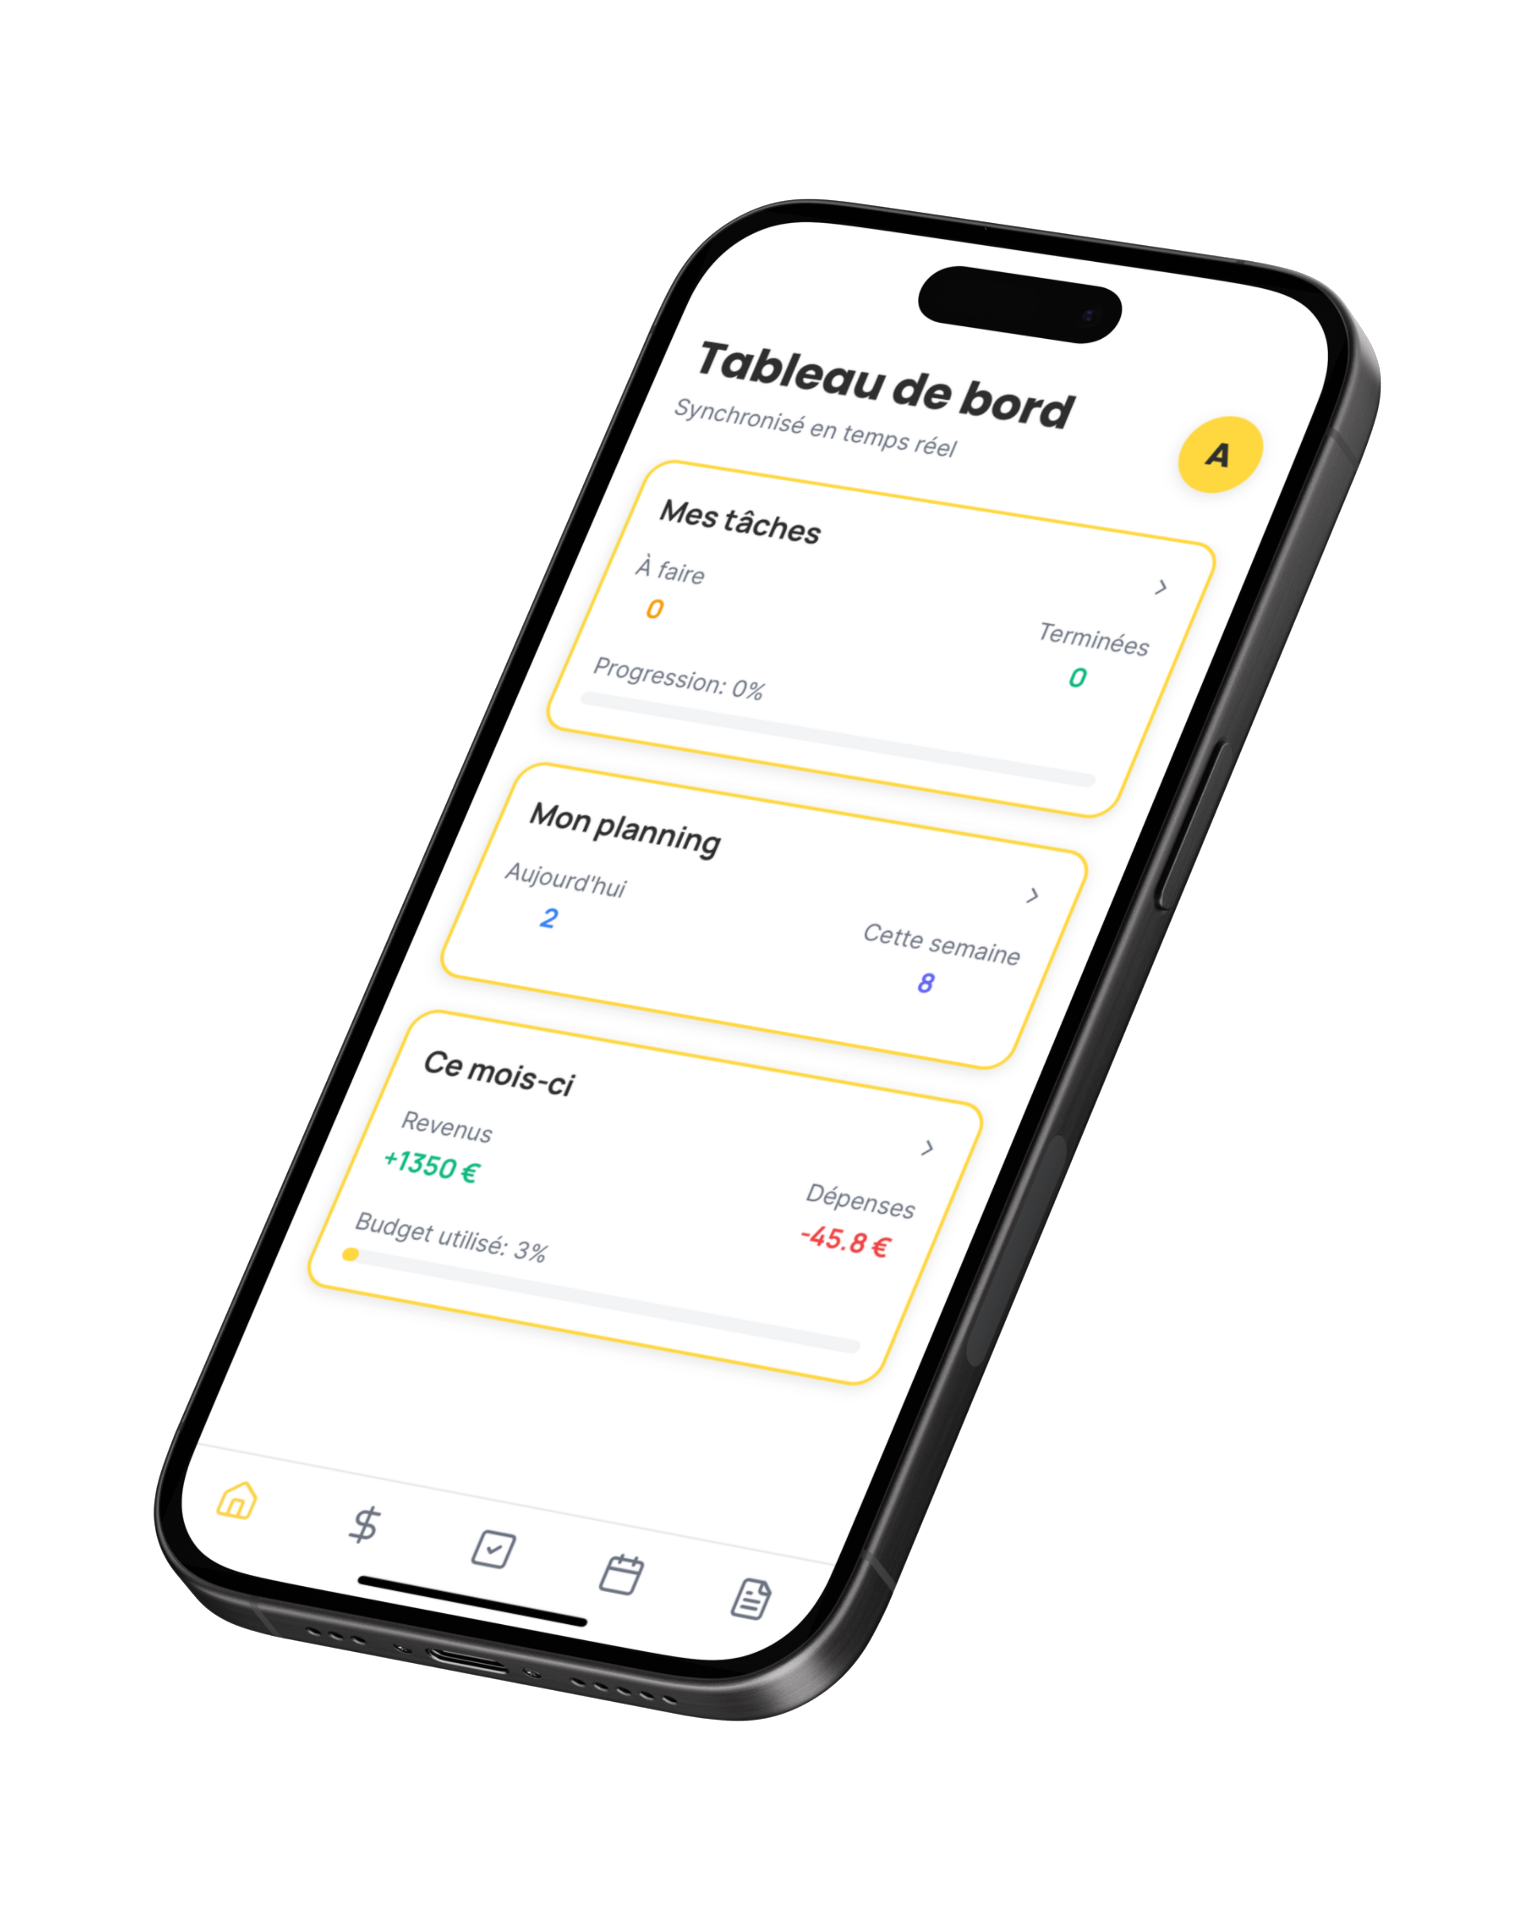 Tableau de bord
Synchronisé en temps réel
A
Mes tâches
À faire
0
Terminées
0
Progression: 0%
Mon planning
Aujourd'hui
2
Cette semaine
8
Ce mois-ci
Revenus
+1350 €
Dépenses
-45.8 €
Budget utilisé: 3%